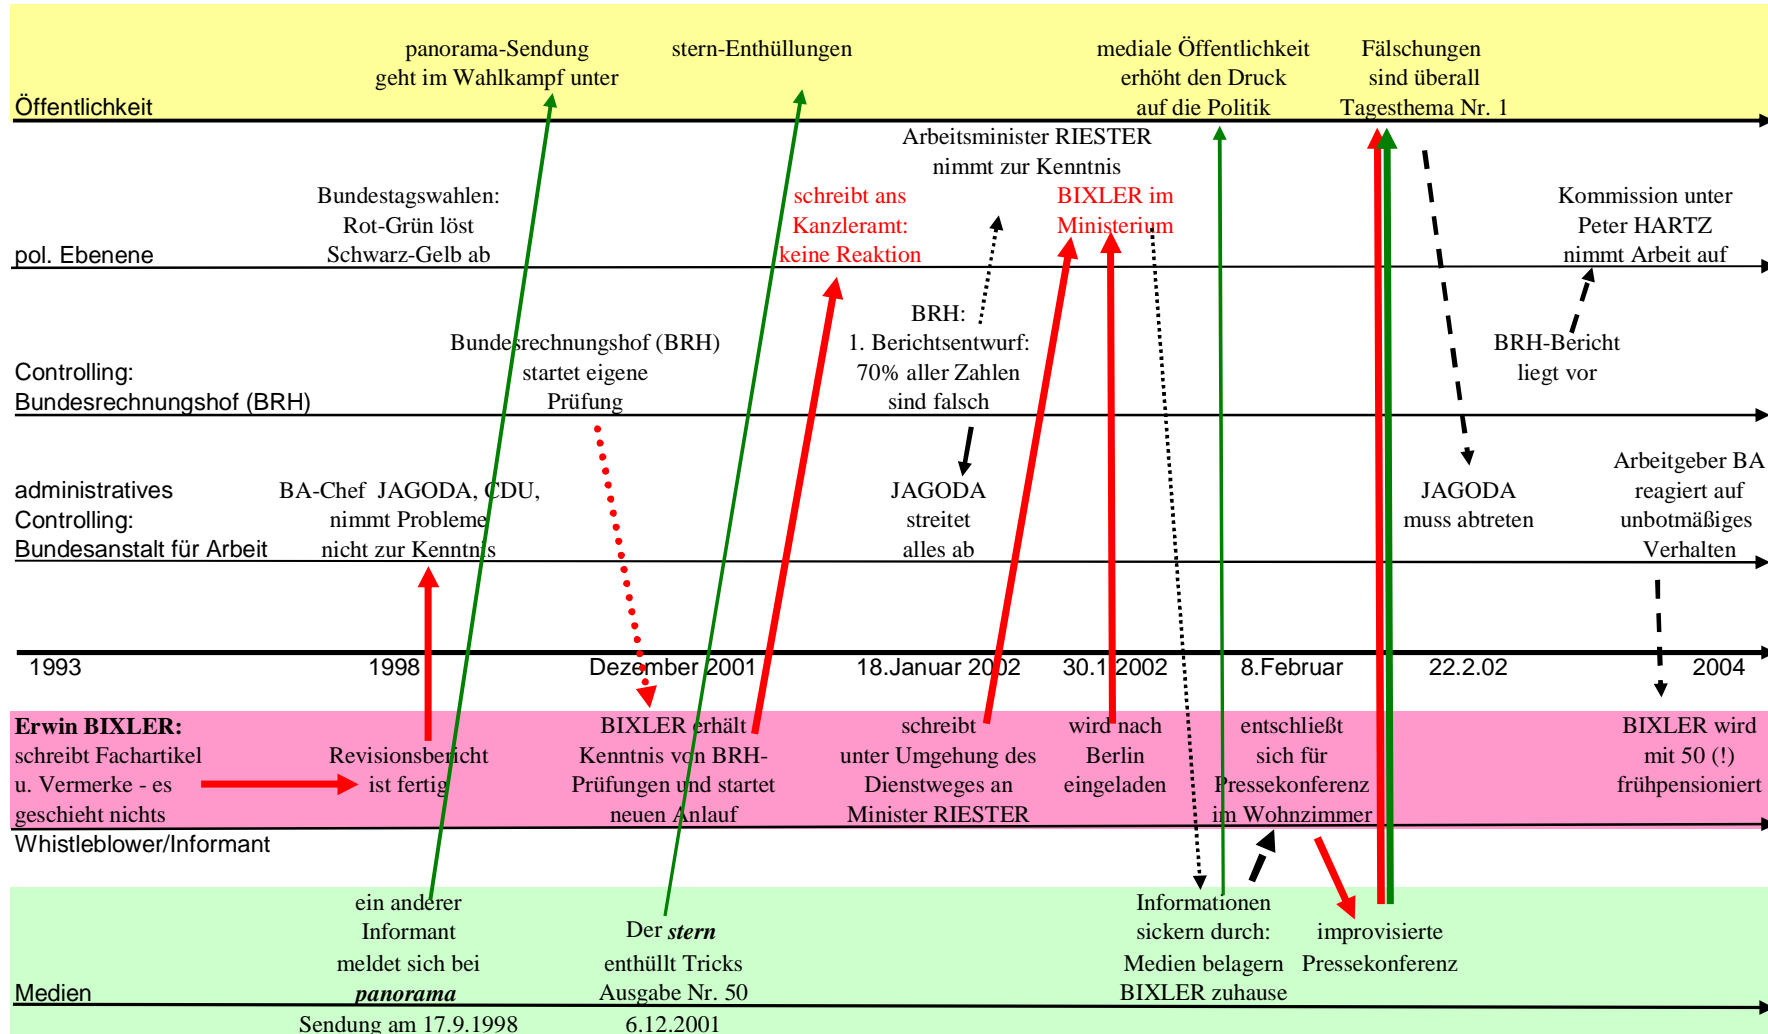 panorama-Sendung
geht im Wahlkampf unter
stern-Enthüllungen
mediale Öffentlichkeit
erhöht den Druck
auf die Politik
Fälschungen
sind überall
Tagesthema Nr. 1
Öffentlichkeit
Arbeitsminister RIESTER
nimmt zur Kenntnis
Bundestagswahlen:
Rot-Grün löst
Schwarz-Gelb ab
schreibt ans
Kanzleramt:
keine Reaktion
BIXLER im
Ministerium
Kommission unter
Peter HARTZ
nimmt Arbeit auf
pol. Ebenene
Bundesrechnungshof (BRH)
startet eigene
Prüfung
BRH:
1. Berichtsentwurf:
70% aller Zahlen
sind falsch
BRH-Bericht
liegt vor
Controlling:
Bundesrechnungshof (BRH)
administratives
Controlling:
Bundesanstalt für Arbeit
BA-Chef JAGODA, CDU,
nimmt Probleme
nicht zur Kenntnis
JAGODA
streitet
alles ab
JAGODA
muss abtreten
Arbeitgeber BA
reagiert auf
unbotmäßiges
Verhalten
1993
1998
Dezember 2001
18.Januar 2002
30.1.2002
8.Februar
22.2.02
2004
Erwin BIXLER:
schreibt Fachartikel
u. Vermerke - es
geschieht nichts
Revisionsbericht
ist fertig
BIXLER erhält
Kenntnis von BRH-
Prüfungen und startet
neuen Anlauf
schreibt
unter Umgehung des
Dienstweges an
Minister RIESTER
wird nach
Berlin
eingeladen
entschließt
sich für
Pressekonferenz
im Wohnzimmer
BIXLER wird
mit 50 (!)
frühpensioniert
Whistleblower/Informant
ein anderer
Informant
meldet sich bei
panorama
Sendung am 17.9.1998
Der stern
enthüllt Tricks
Ausgabe Nr. 50
6.12.2001
Informationen
sickern durch:
Medien belagern
BIXLER zuhause
improvisierte
Pressekonferenz
Medien